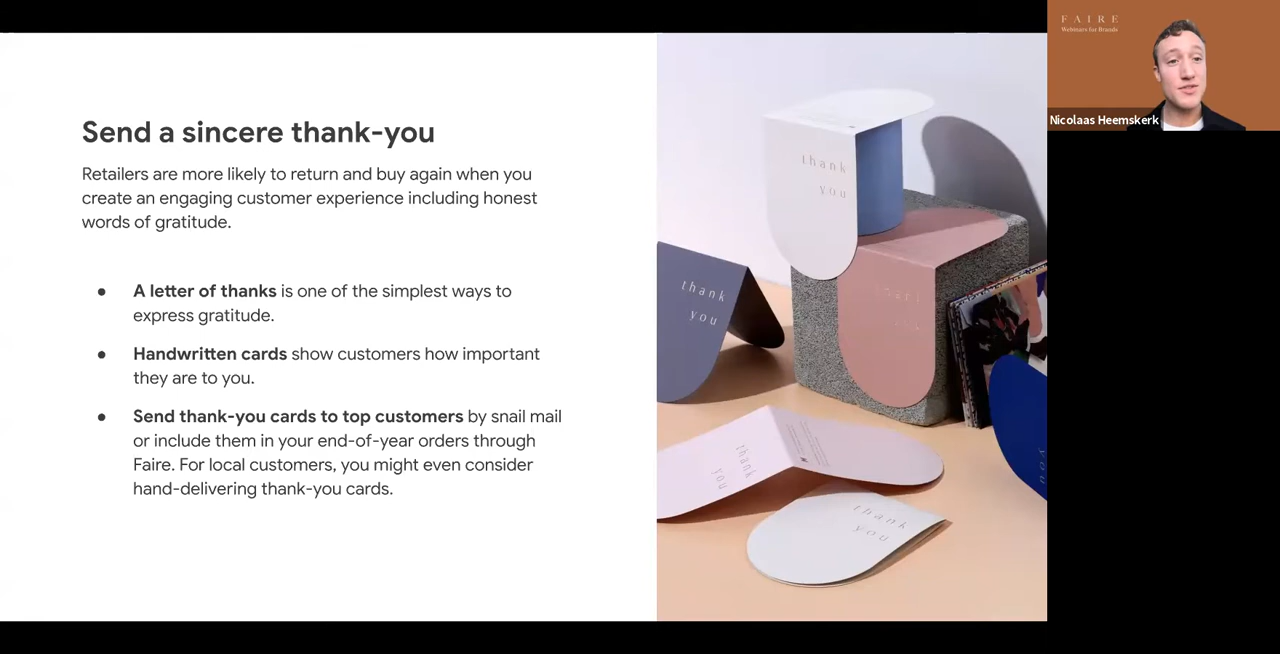 FAIRE
Webinars for Brands
Nicolaas Heemskerk
Send a sincere thank-you
Retailers are more likely to return and buy again when you
create an engaging customer experience including honest
words of gratitude.
● A letter of thanks is one of the simplest ways to
express gratitude.
● Handwritten cards show customers how important
they are to you.
● Send thank-you cards to top customers by snail mail
or include them in your end-of-year orders through
Faire. For local customers, you might even consider
hand-delivering thank-you cards.
thank
you
thank
you
thank
you
thank
you
you